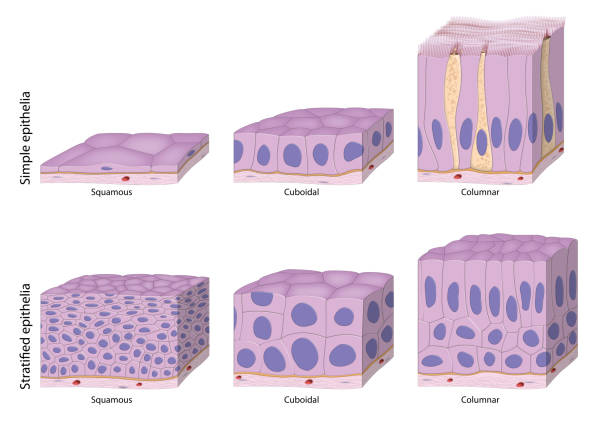 Simple epithelia
Squamous
Cuboidal
Columnar
Stratified epithelia
Squamous
Cuboidal
Columnar